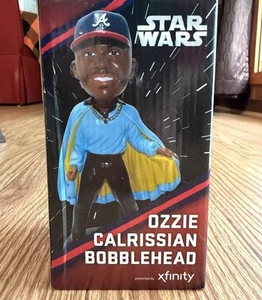 STAR
WARS
A
OZZIE
CALRISSIAN
BOBBLEHEAD
presented by xfinity